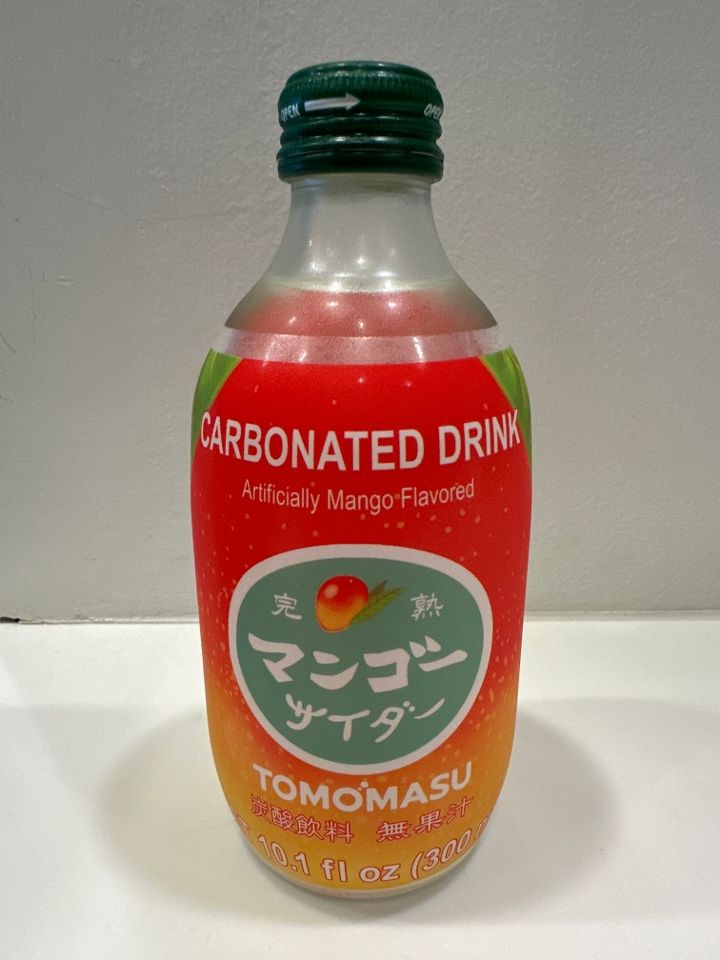 OPEN OPEN
CARBONATED DRINK
Artificially Mango Flavored
完熟
マンゴー
サイダー
TOMOMASU
炭酸飲料 無果汁
10.1 fl oz (300